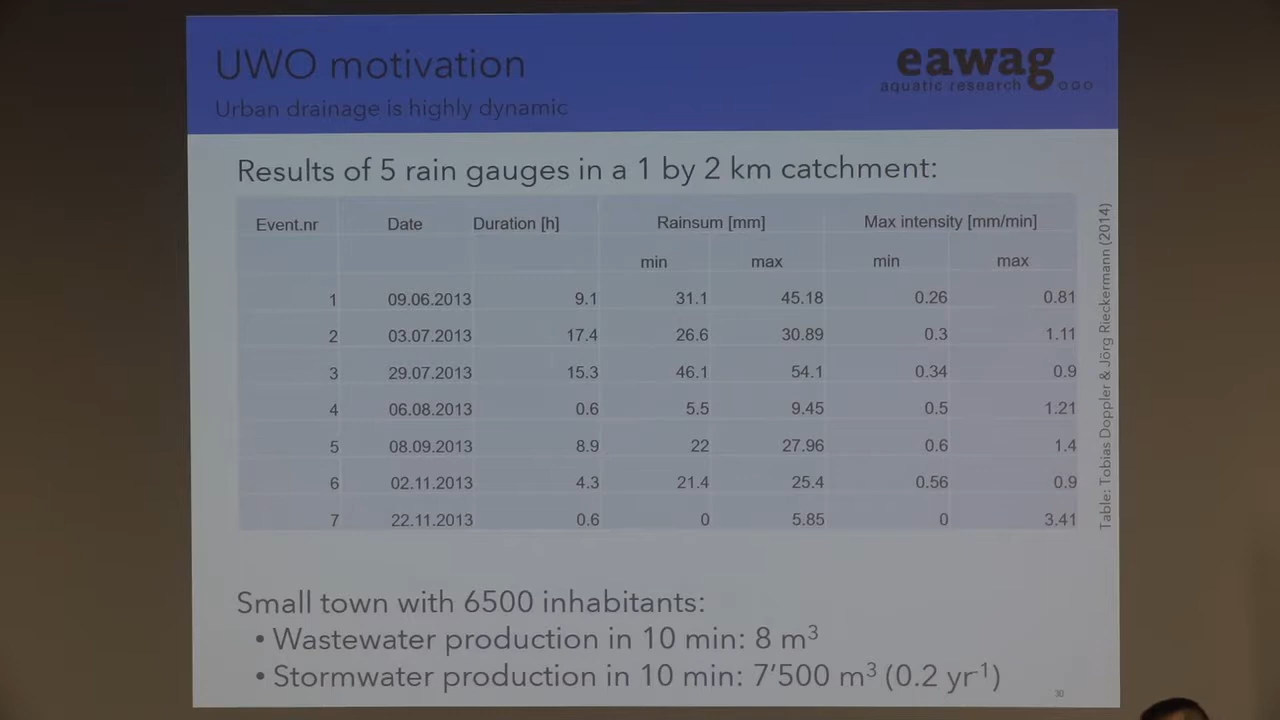 UWO motivation
Urban drainage is highly dynamic
eawag
aquatic research ooo
Results of 5 rain gauges in a 1 by 2 km catchment:
Event.nr Date Duration [h] Rainsum [mm] Max intensity [mm/min]
min max min max
1 09.06.2013 9.1 31.1 45.18 0.26 0.81
2 03.07.2013 17.4 26.6 30.89 0.3 1.11
3 29.07.2013 15.3 46.1 54.1 0.34 0.9
4 06.08.2013 0.6 5.5 9.45 0.5 1.21
5 08.09.2013 8.9 22 27.96 0.6 1.4
6 02.11.2013 4.3 21.4 25.4 0.56 0.9
7 22.11.2013 0.6 0 5.85 0 3.41
Table: Tobias Doppler & Jörg Rieckermann (2014)
Small town with 6500 inhabitants:
• Wastewater production in 10 min: 8 m³
• Stormwater production in 10 min: 7'500 m³ (0.2 yr⁻¹)
30